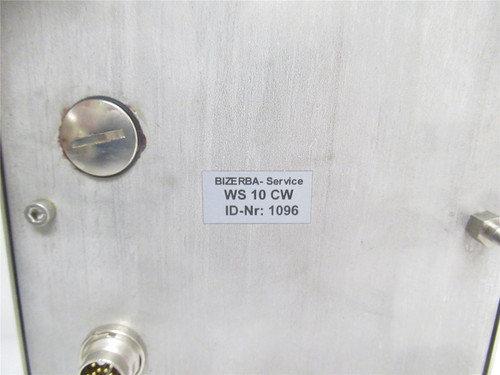 BIZERBA- Service
WS 10 CW
ID-Nr: 1096